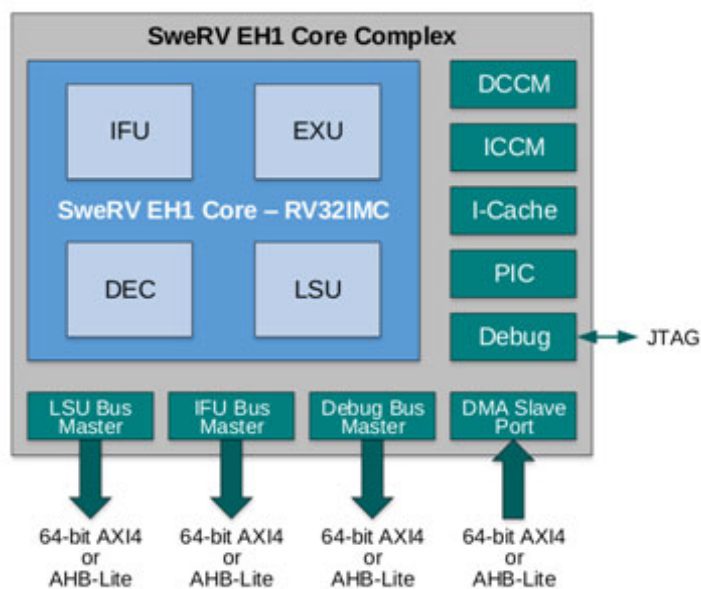 SweRV EH1 Core Complex
IFU
EXU
SweRV EH1 Core – RV32IMC
DEC
LSU
DCCM
ICCM
I-Cache
PIC
Debug
JTAG
LSU Bus
Master
IFU Bus
Master
Debug Bus
Master
DMA Slave
Port
64-bit AXI4
or
AHB-Lite
64-bit AXI4
or
AHB-Lite
64-bit AXI4
or
AHB-Lite
64-bit AXI4
or
AHB-Lite